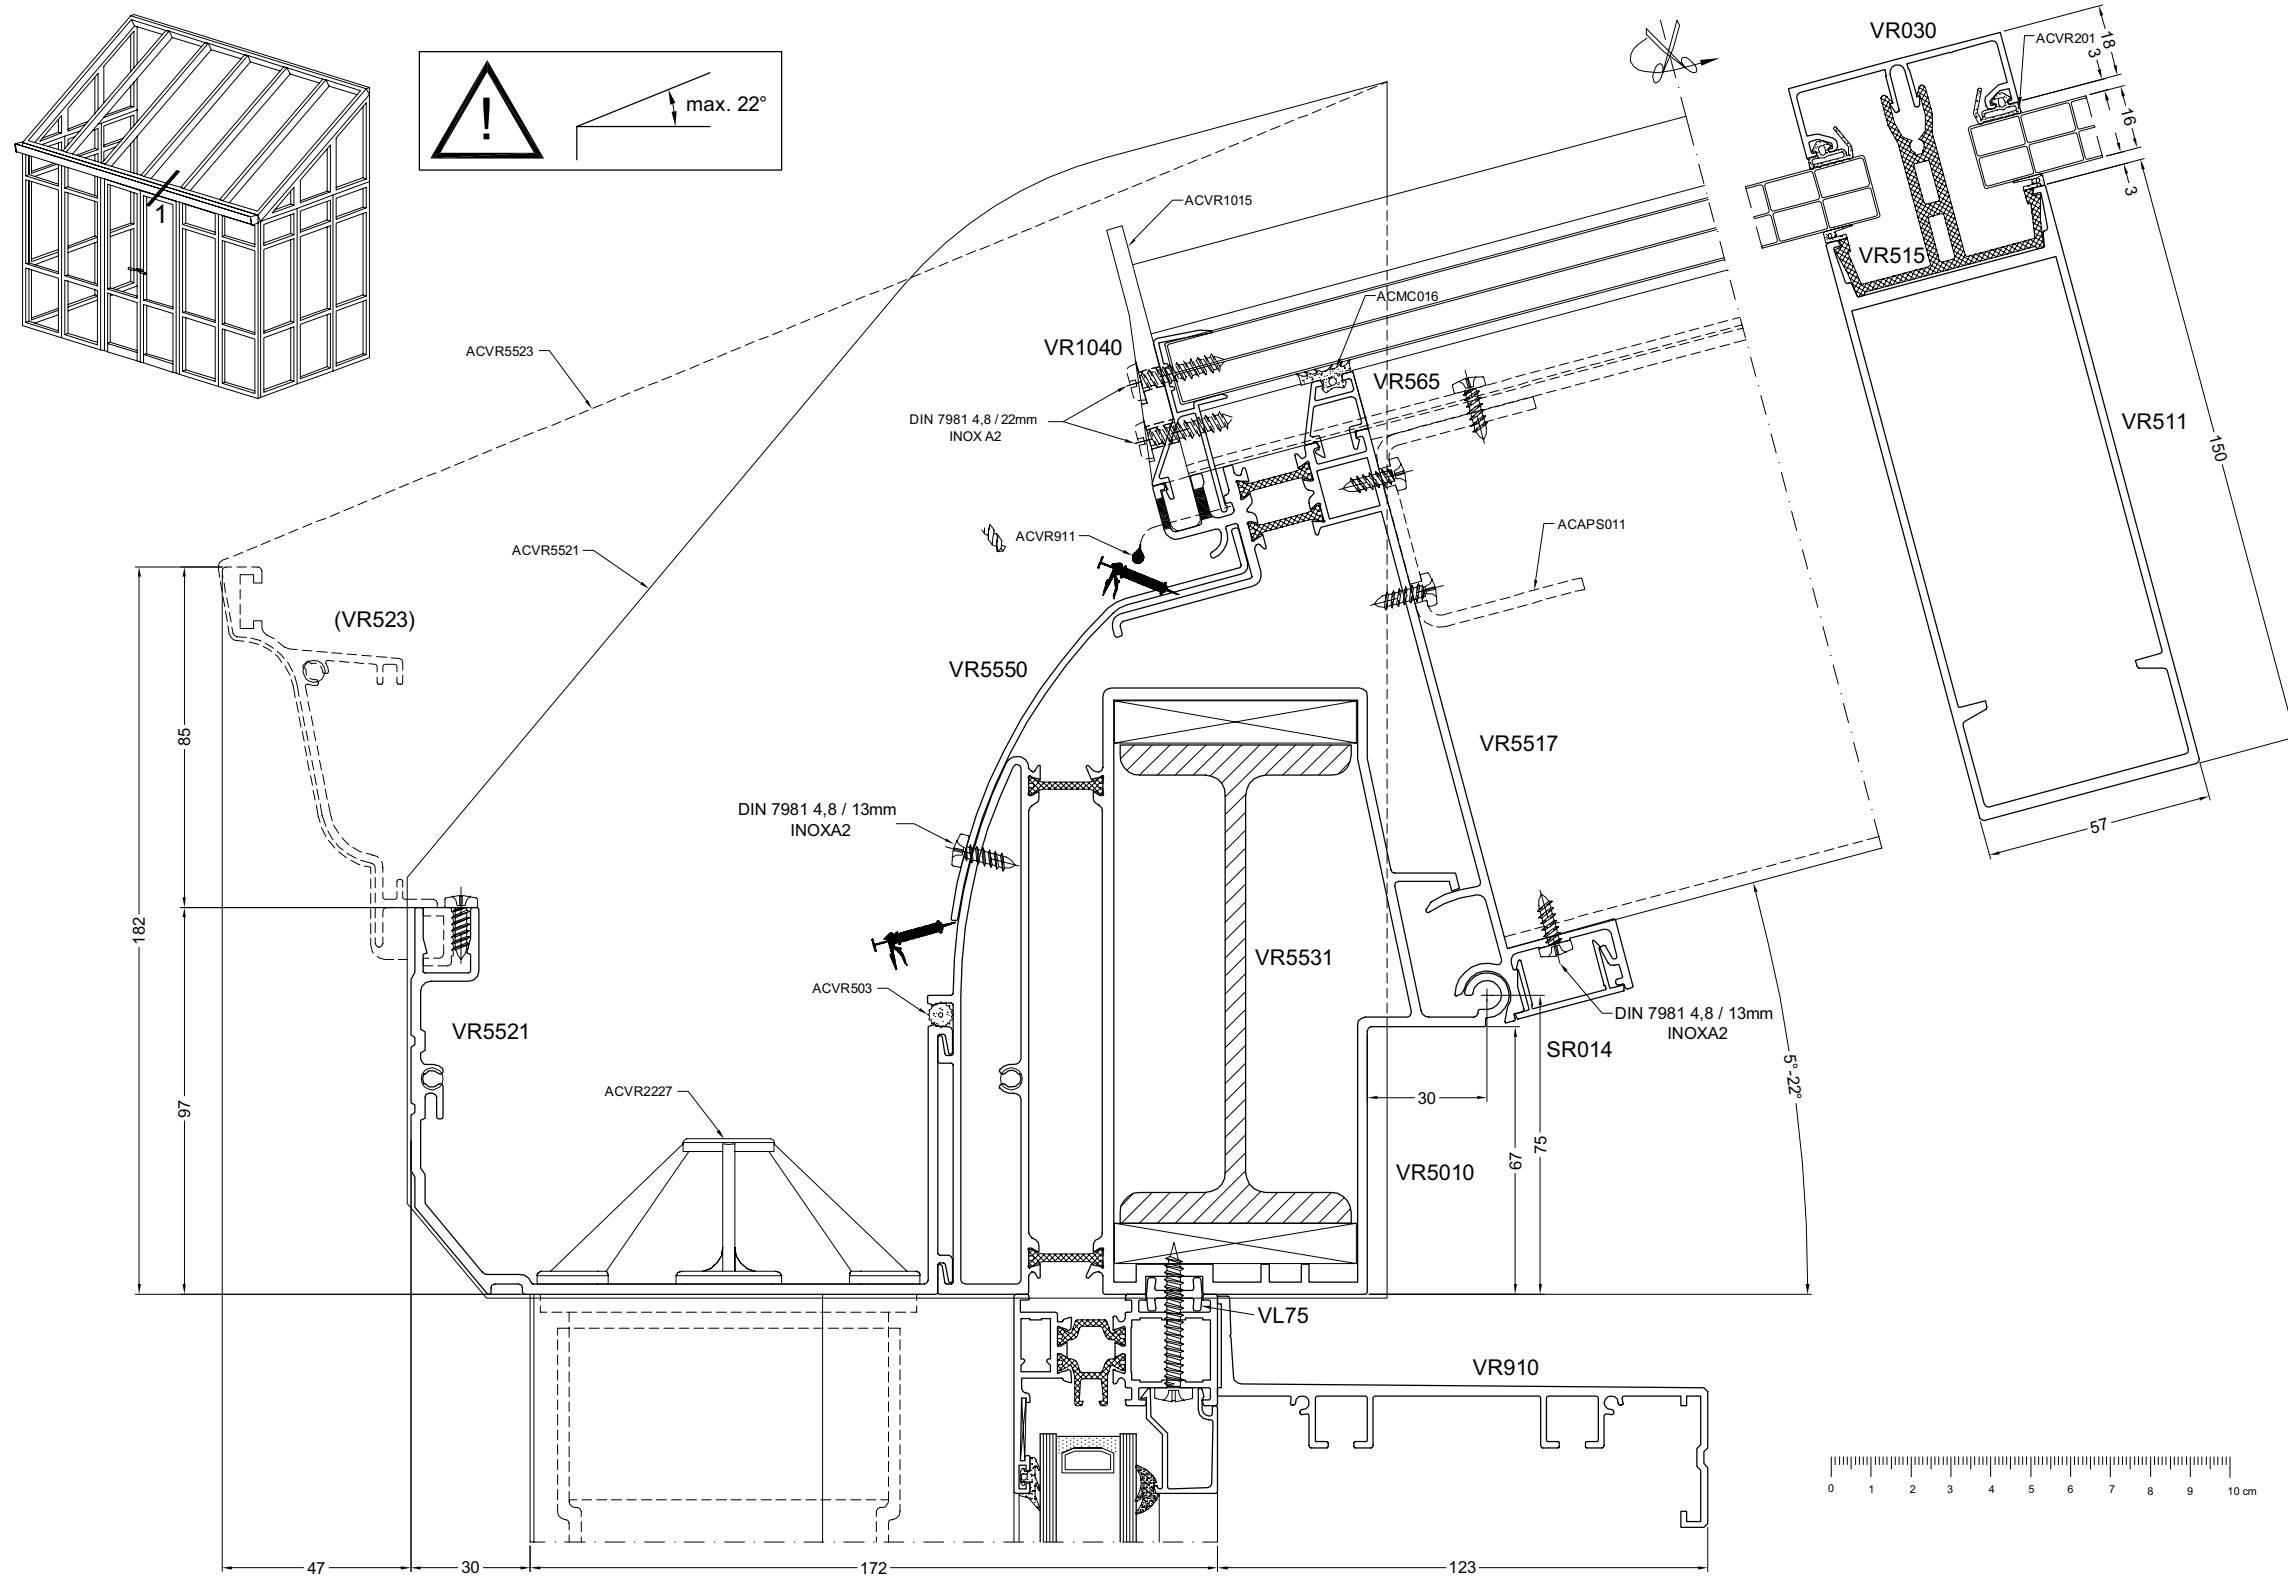 1
!
max. 22°
VR030
ACVR201
18
3
16
3
ACVR1015
VR515
ACMC016
VR1040
VR565
ACVR5523
VR511
150
DIN 7981 4,8 / 22mm
INOX A2
ACVR5521
ACVR911
ACAPS011
(VR523)
VR5550
85
VR5517
DIN 7981 4,8 / 13mm
INOXA2
57
182
VR5531
ACVR503
DIN 7981 4,8 / 13mm
INOXA2
VR5521
SR014
5°-22°
ACVR2227
97
30
75
67
VR5010
VL75
VR910
0 1 2 3 4 5 6 7 8 9 10 cm
47
30
172
123